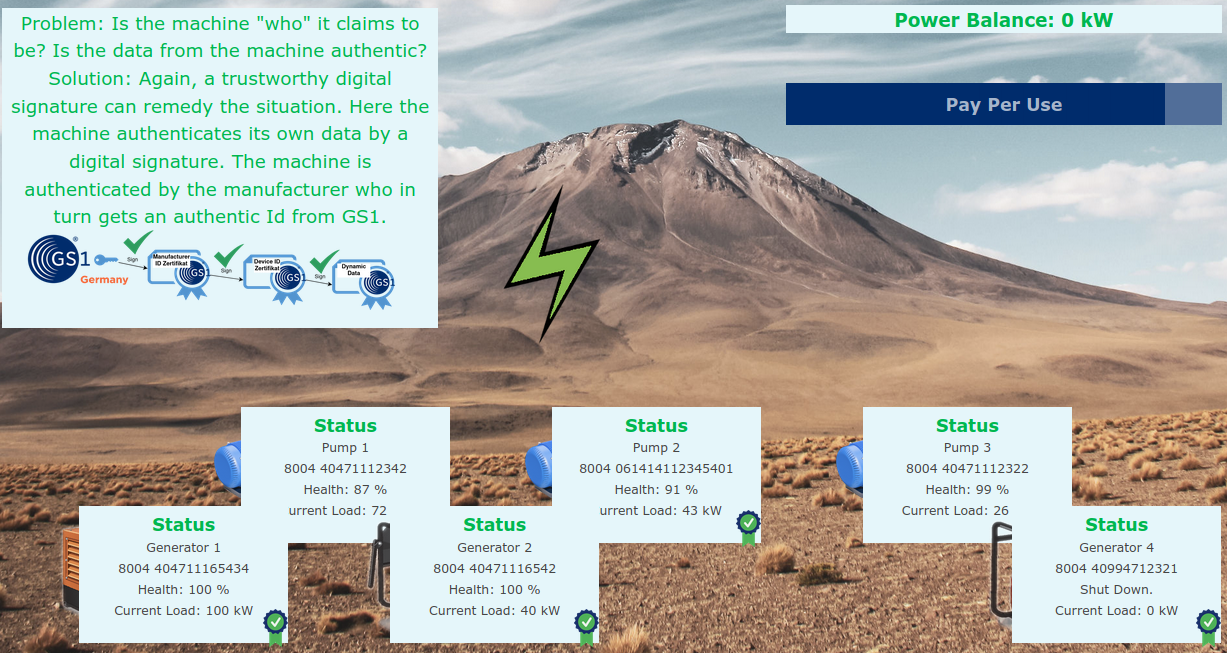 Problem: Is the machine "who" it claims to
be? Is the data from the machine authentic?
Solution: Again, a trustworthy digital
signature can remedy the situation. Here the
machine authenticates its own data by a
digital signature. The machine is
authenticated by the manufacturer who in
turn gets an authentic Id from GS1.
GS1®
Germany
Sign
Manufacturer
ID Zertifikat
GS1
Sign
Device ID
Zertifikat
GS1
Sign
Dynamic
Data
GS1
Power Balance: 0 kW
Pay Per Use
Status
Pump 1
8004 40471112342
Health: 87 %
urrent Load: 72
Status
Pump 2
8004 061414112345401
Health: 91 %
urrent Load: 43 kW
Status
Pump 3
8004 40471112322
Health: 99 %
Current Load: 26
Status
Generator 1
8004 404711165434
Health: 100 %
Current Load: 100 kW
Status
Generator 2
8004 40471116542
Health: 100 %
Current Load: 40 kW
Status
Generator 4
8004 40994712321
Shut Down.
Current Load: 0 kW